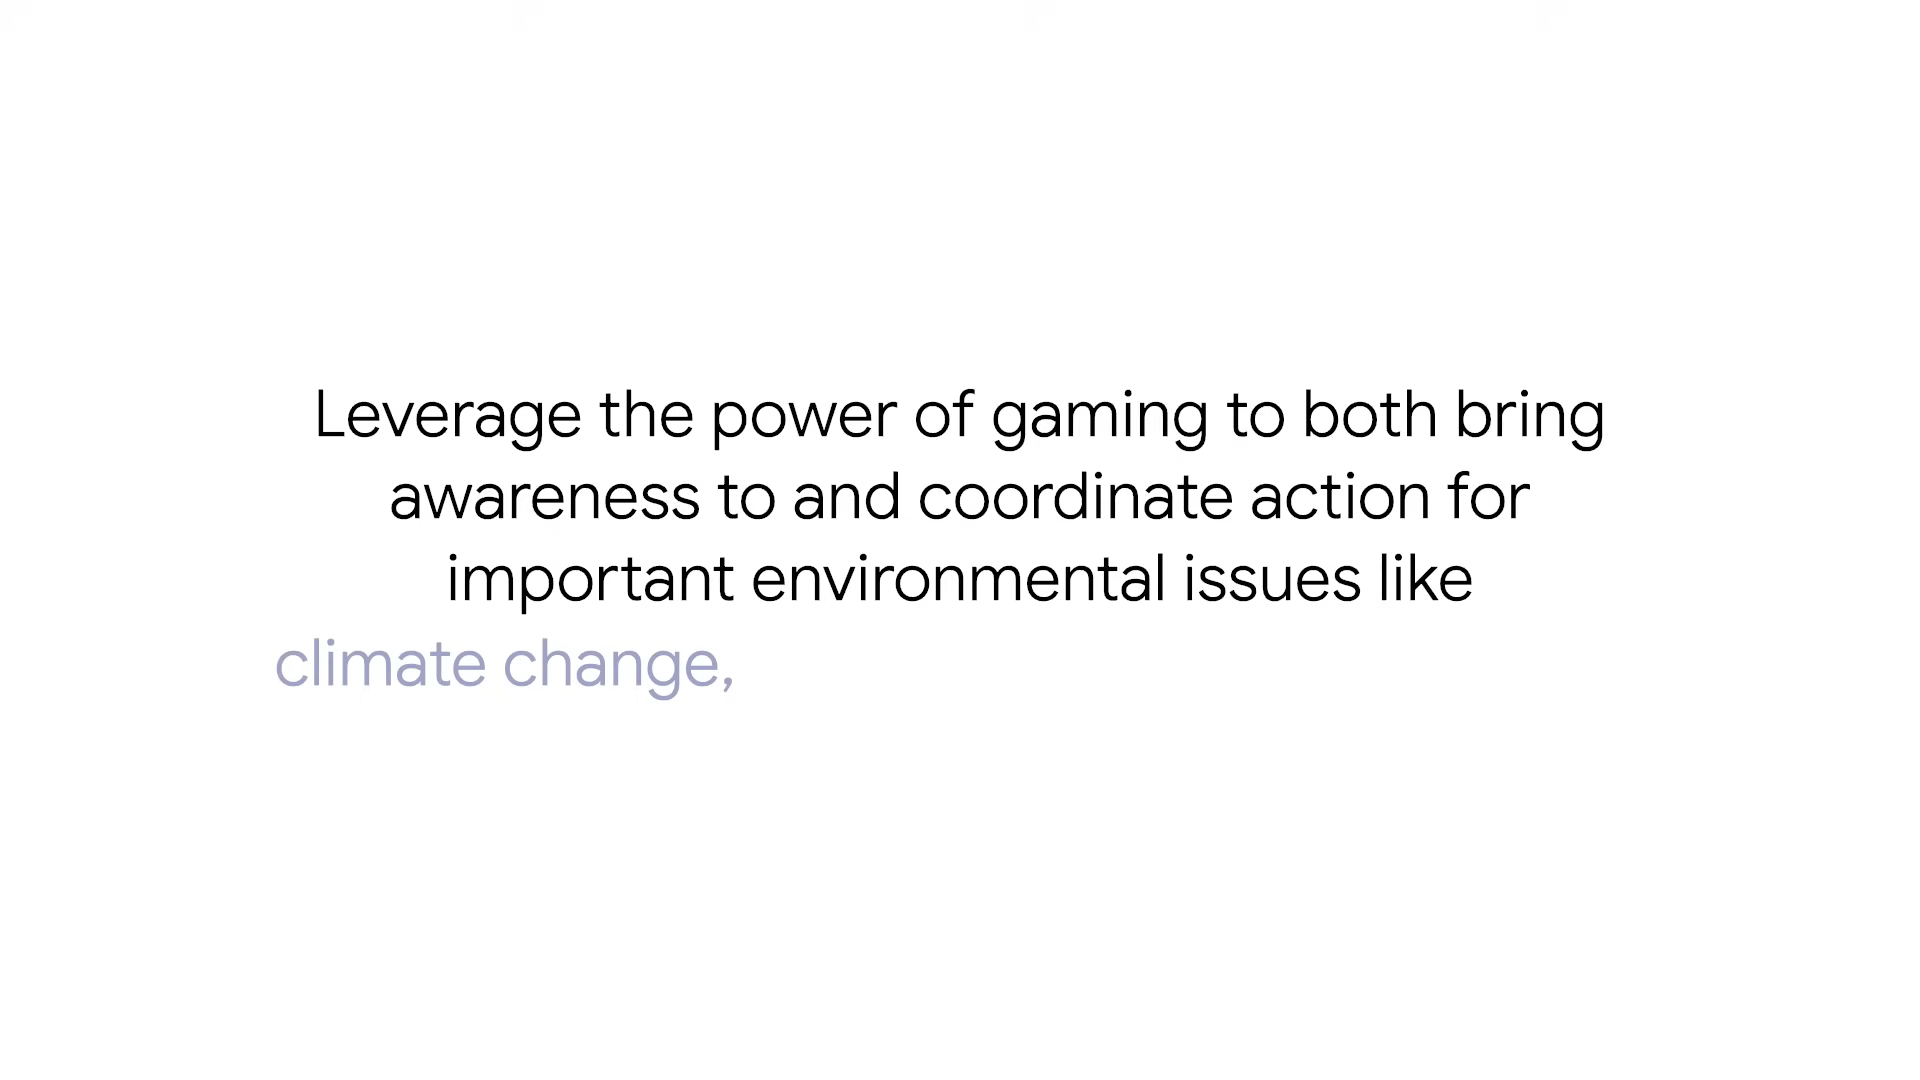 Leverage the power of gaming to both bring
awareness to and coordinate action for
important environmental issues like
climate change,